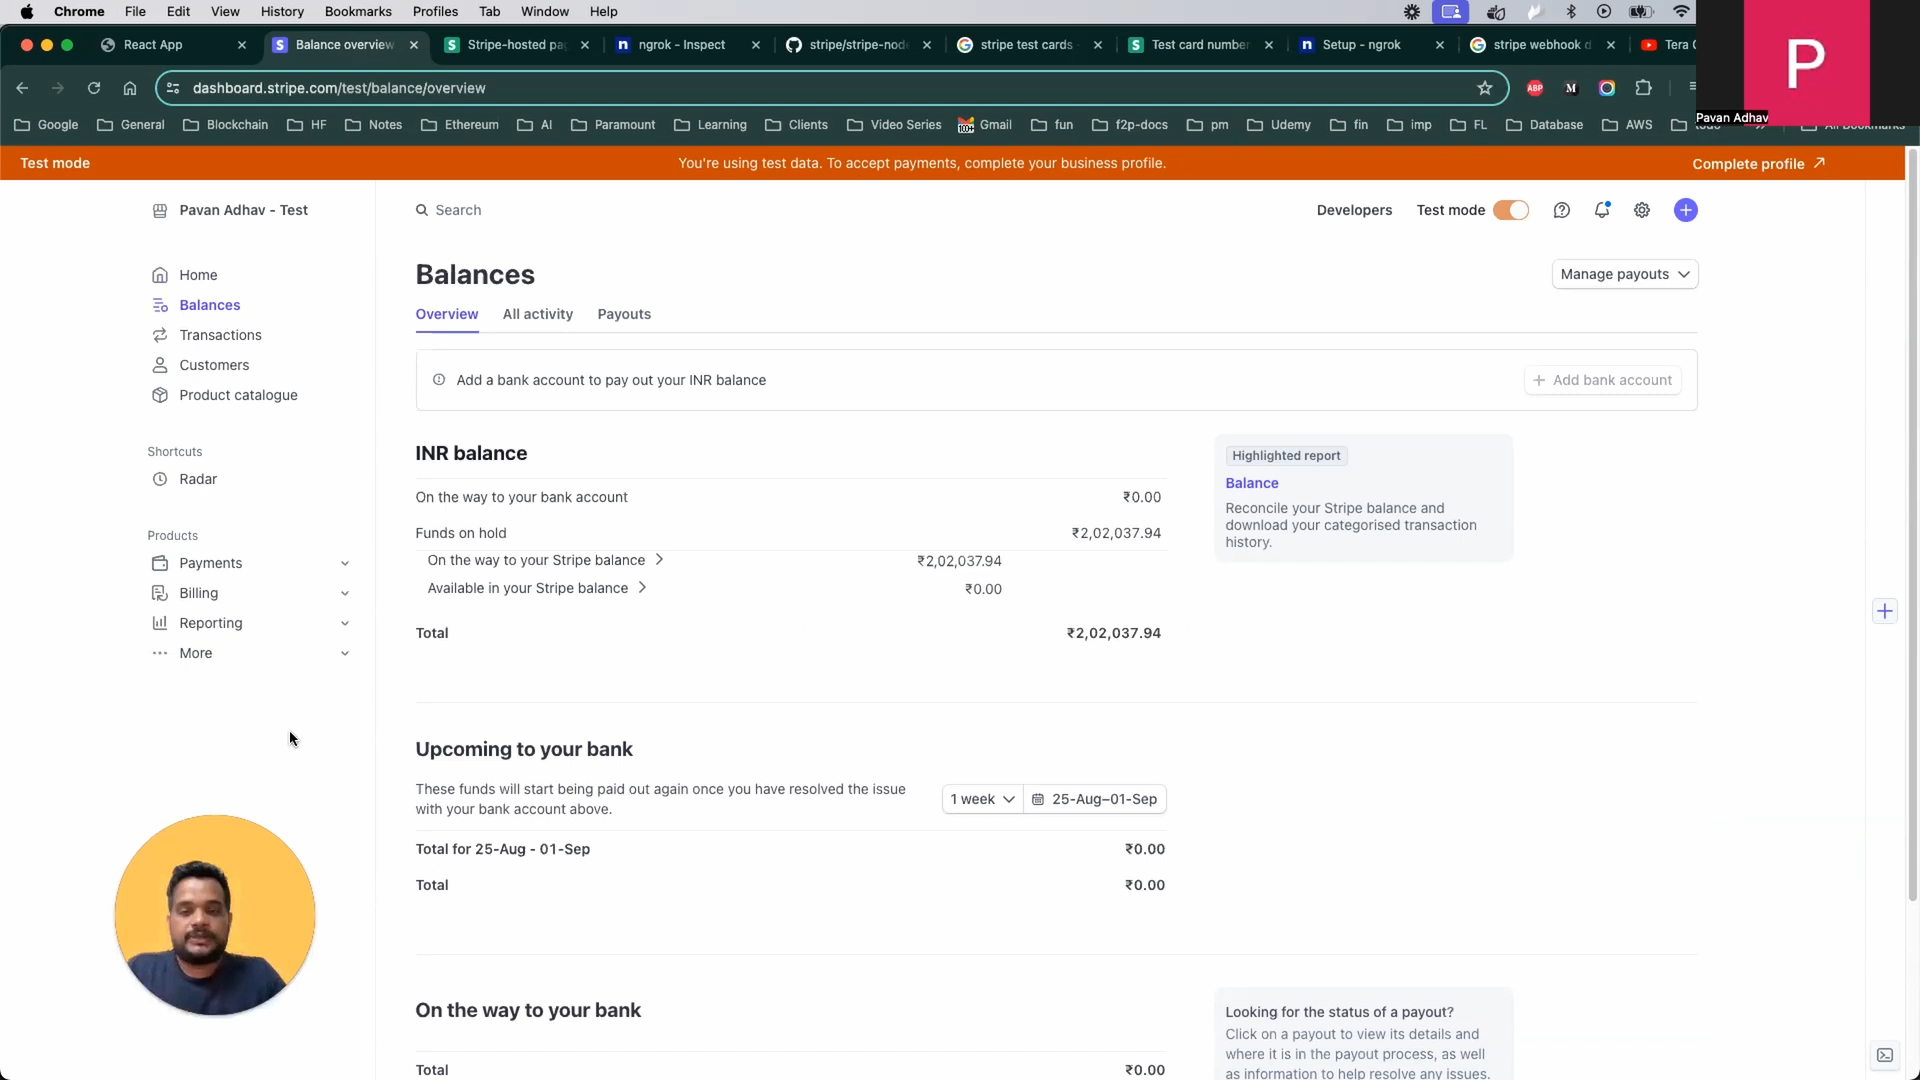 Chrome File Edit View History Bookmarks Profiles Tab Window Help
React App
Balance overview
Stripe-hosted pa
ngrok - Inspect
stripe/stripe-nod
stripe test cards
Test card number
Setup - ngrok
stripe webhook d
Tera
dashboard.stripe.com/test/balance/overview
ABP
M
P
Pavan Adhav
Google General Blockchain HF Notes Ethereum AI Paramount Learning Clients Video Series Gmail fun f2p-docs pm Udemy fin imp FL Database AWS
Test mode
You're using test data. To accept payments, complete your business profile.
Complete profile
Pavan Adhav - Test
Search
Developers
Test mode
Home
Balances
Transactions
Customers
Product catalogue
Shortcuts
Radar
Products
Payments
Billing
Reporting
More
Balances
Manage payouts
Overview All activity Payouts
Add a bank account to pay out your INR balance
+ Add bank account
INR balance
On the way to your bank account ₹0.00
Funds on hold ₹2,02,037.94
On the way to your Stripe balance ₹2,02,037.94
Available in your Stripe balance ₹0.00
Total ₹2,02,037.94
Highlighted report
Balance
Reconcile your Stripe balance and
download your categorised transaction
history.
Upcoming to your bank
These funds will start being paid out again once you have resolved the issue
with your bank account above.
1 week
25-Aug–01-Sep
Total for 25-Aug - 01-Sep ₹0.00
Total ₹0.00
On the way to your bank
Total ₹0.00
Looking for the status of a payout?
Click on a payout to view its details and
where it is in the payout process, as well
as information to help resolve any issues.